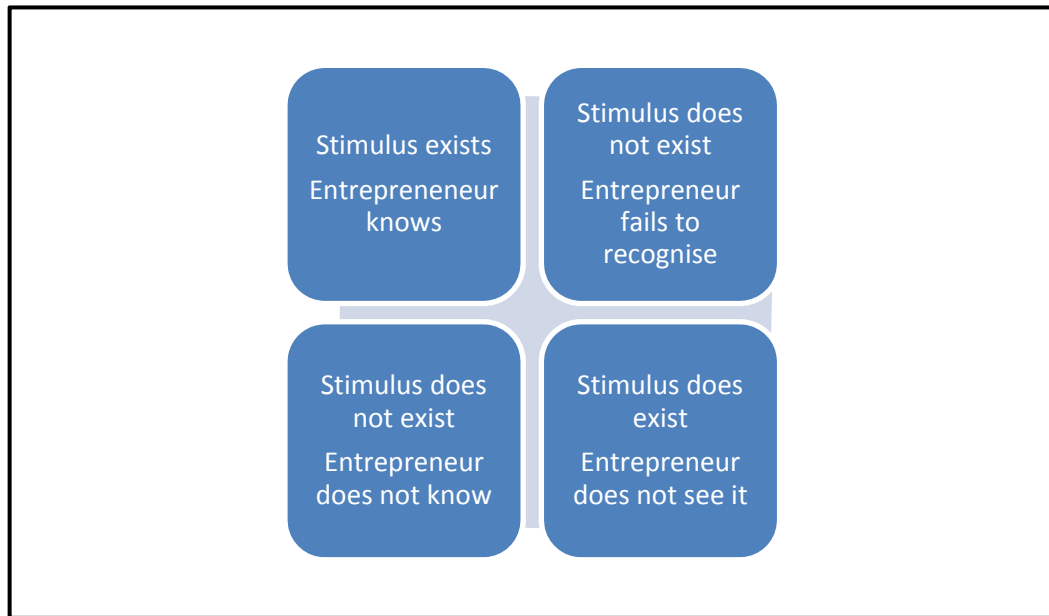 Stimulus exists
Entrepreneneur
knows
Stimulus does
not exist
Entrepreneur
fails to
recognise
Stimulus does
not exist
Entrepreneur
does not know
Stimulus does
exist
Entrepreneur
does not see it